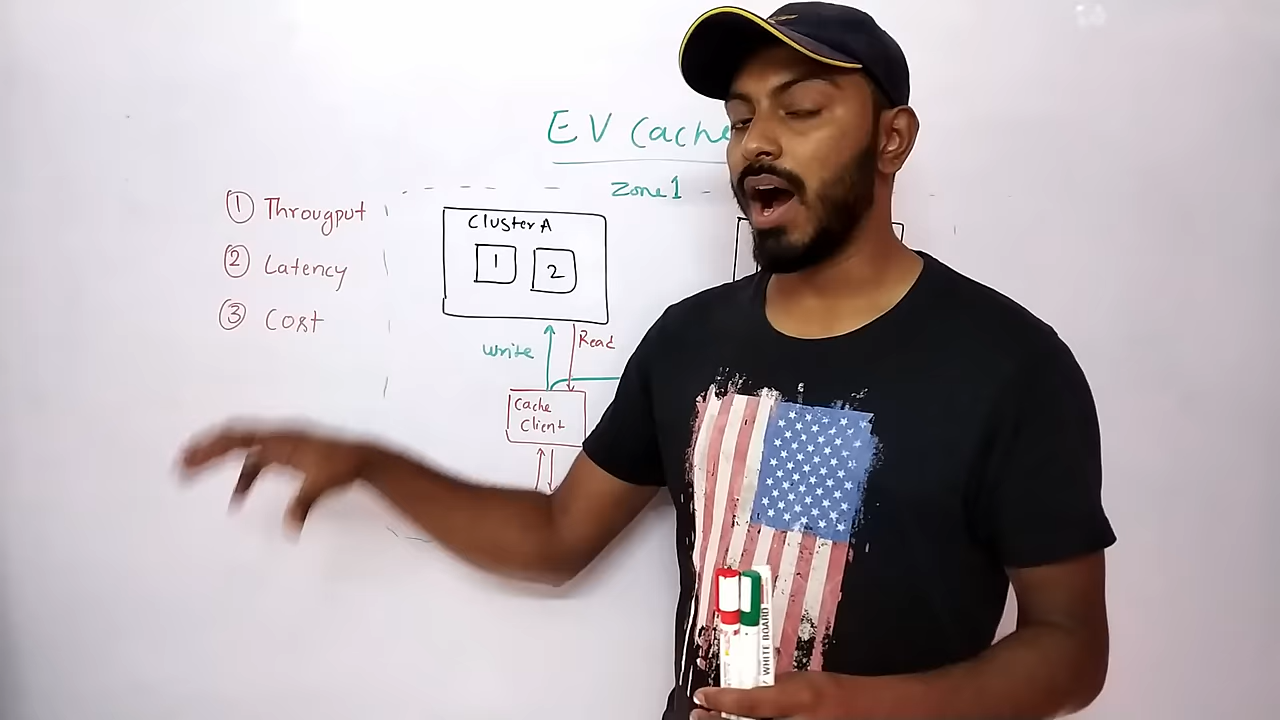 EV Cache
Zone 1
① Througput
② Latency
③ Cost
Cluster A
1
2
write
Read
Cache
Client
WHITE BOARD